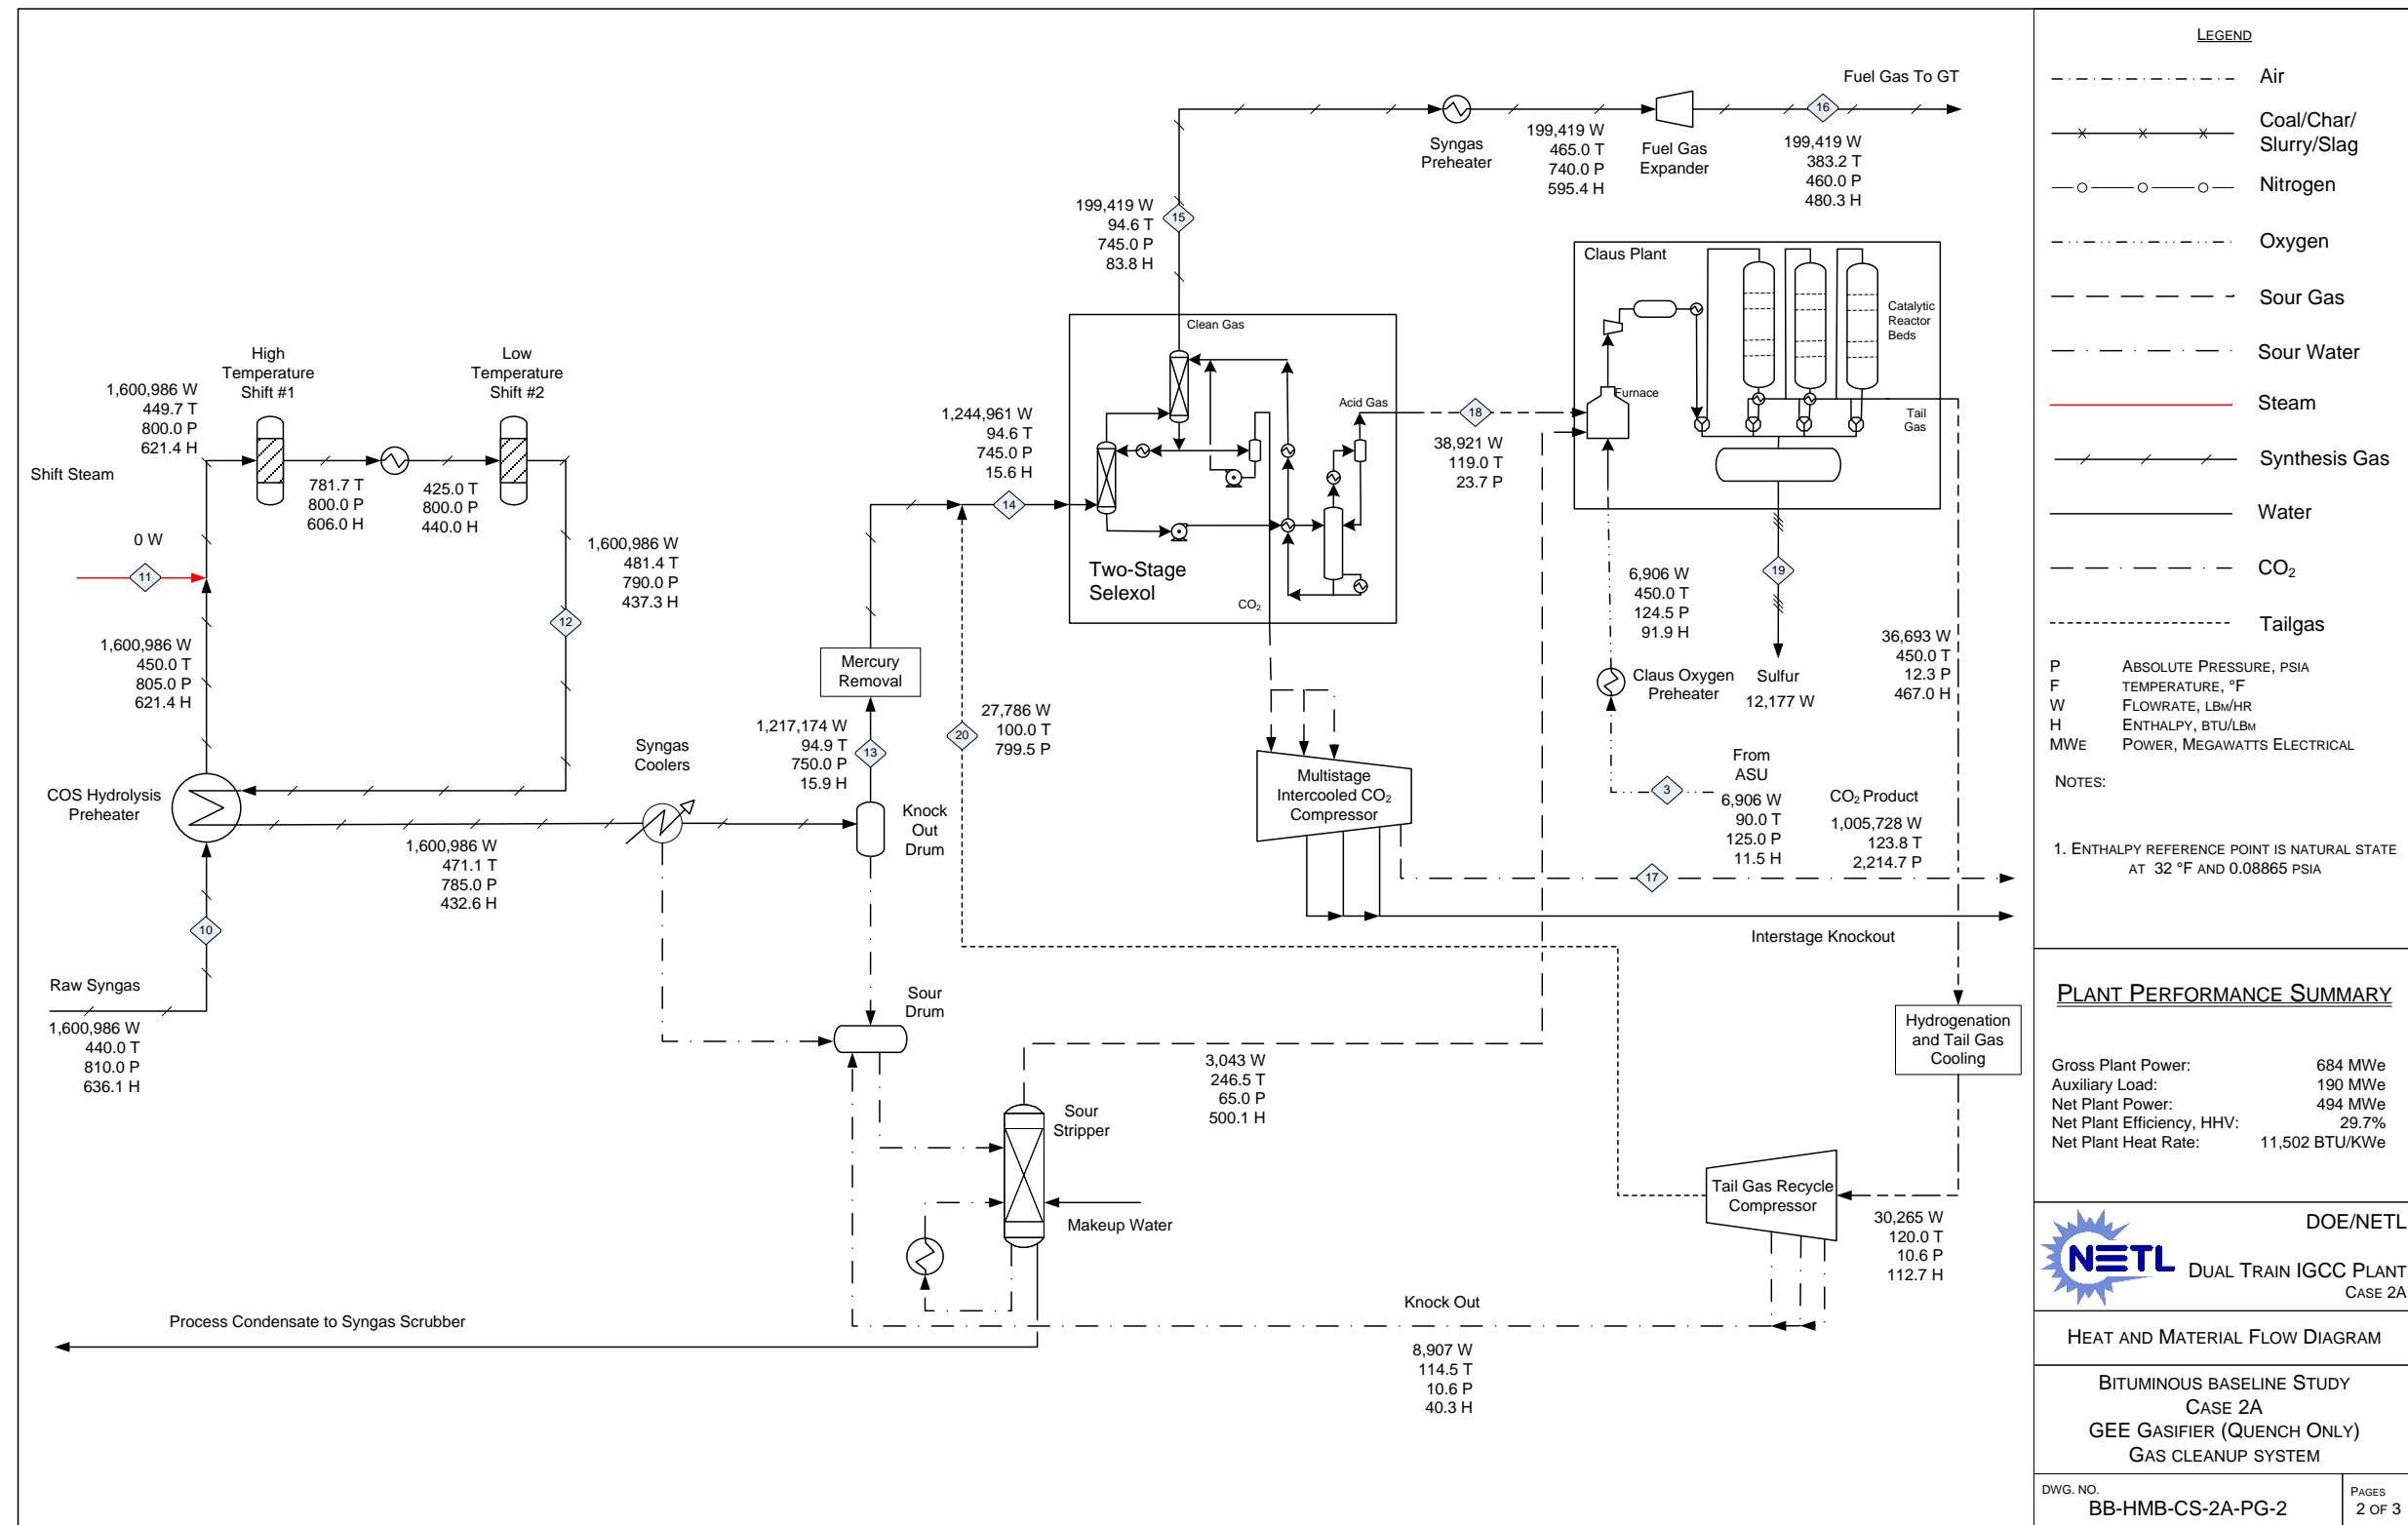 Fuel Gas To GT
199,419 W
465.0 T
740.0 P
595.4 H
Syngas
Preheater
Fuel Gas
Expander
16
199,419 W
383.2 T
460.0 P
480.3 H
199,419 W
94.6 T
745.0 P
83.8 H
15
Claus Plant
Catalytic
Reactor
Beds
Furnace
Tail
Gas
Clean Gas
Acid Gas
Two-Stage
Selexol
CO₂
High
Temperature
Shift #1
Low
Temperature
Shift #2
1,600,986 W
449.7 T
800.0 P
621.4 H
Shift Steam
781.7 T
800.0 P
606.0 H
425.0 T
800.0 P
440.0 H
0 W
11
1,600,986 W
481.4 T
790.0 P
437.3 H
12
1,600,986 W
450.0 T
805.0 P
621.4 H
1,244,961 W
94.6 T
745.0 P
15.6 H
14
18
38,921 W
119.0 T
23.7 P
6,906 W
450.0 T
124.5 P
91.9 H
19
Sulfur
12,177 W
Claus Oxygen
Preheater
36,693 W
450.0 T
12.3 P
467.0 H
Mercury
Removal
1,217,174 W
94.9 T
750.0 P
15.9 H
13
27,786 W
100.0 T
799.5 P
20
Syngas
Coolers
COS Hydrolysis
Preheater
Knock
Out
Drum
1,600,986 W
471.1 T
785.0 P
432.6 H
Multistage
Intercooled CO₂
Compressor
From
ASU
3
6,906 W
90.0 T
125.0 P
11.5 H
CO₂ Product
1,005,728 W
123.8 T
2,214.7 P
17
Interstage Knockout
10
Raw Syngas
1,600,986 W
440.0 T
810.0 P
636.1 H
Sour
Drum
Hydrogenation
and Tail Gas
Cooling
3,043 W
246.5 T
65.0 P
500.1 H
Sour
Stripper
Makeup Water
Tail Gas Recycle
Compressor
30,265 W
120.0 T
10.6 P
112.7 H
Knock Out
8,907 W
114.5 T
10.6 P
40.3 H
Process Condensate to Syngas Scrubber
LEGEND
Air
Coal/Char/
Slurry/Slag
Nitrogen
Oxygen
Sour Gas
Sour Water
Steam
Synthesis Gas
Water
CO₂
Tailgas
P ABSOLUTE PRESSURE, PSIA
F TEMPERATURE, °F
W FLOWRATE, LBM/HR
H ENTHALPY, BTU/LBM
MWE POWER, MEGAWATTS ELECTRICAL
NOTES:
1. ENTHALPY REFERENCE POINT IS NATURAL STATE
AT 32 °F AND 0.08865 PSIA
PLANT PERFORMANCE SUMMARY
Gross Plant Power: 684 MWe
Auxiliary Load: 190 MWe
Net Plant Power: 494 MWe
Net Plant Efficiency, HHV: 29.7%
Net Plant Heat Rate: 11,502 BTU/KWe
NETL
DOE/NETL
DUAL TRAIN IGCC PLANT
CASE 2A
HEAT AND MATERIAL FLOW DIAGRAM
BITUMINOUS BASELINE STUDY
CASE 2A
GEE GASIFIER (QUENCH ONLY)
GAS CLEANUP SYSTEM
DWG. NO.
BB-HMB-CS-2A-PG-2
PAGES
2 OF 3